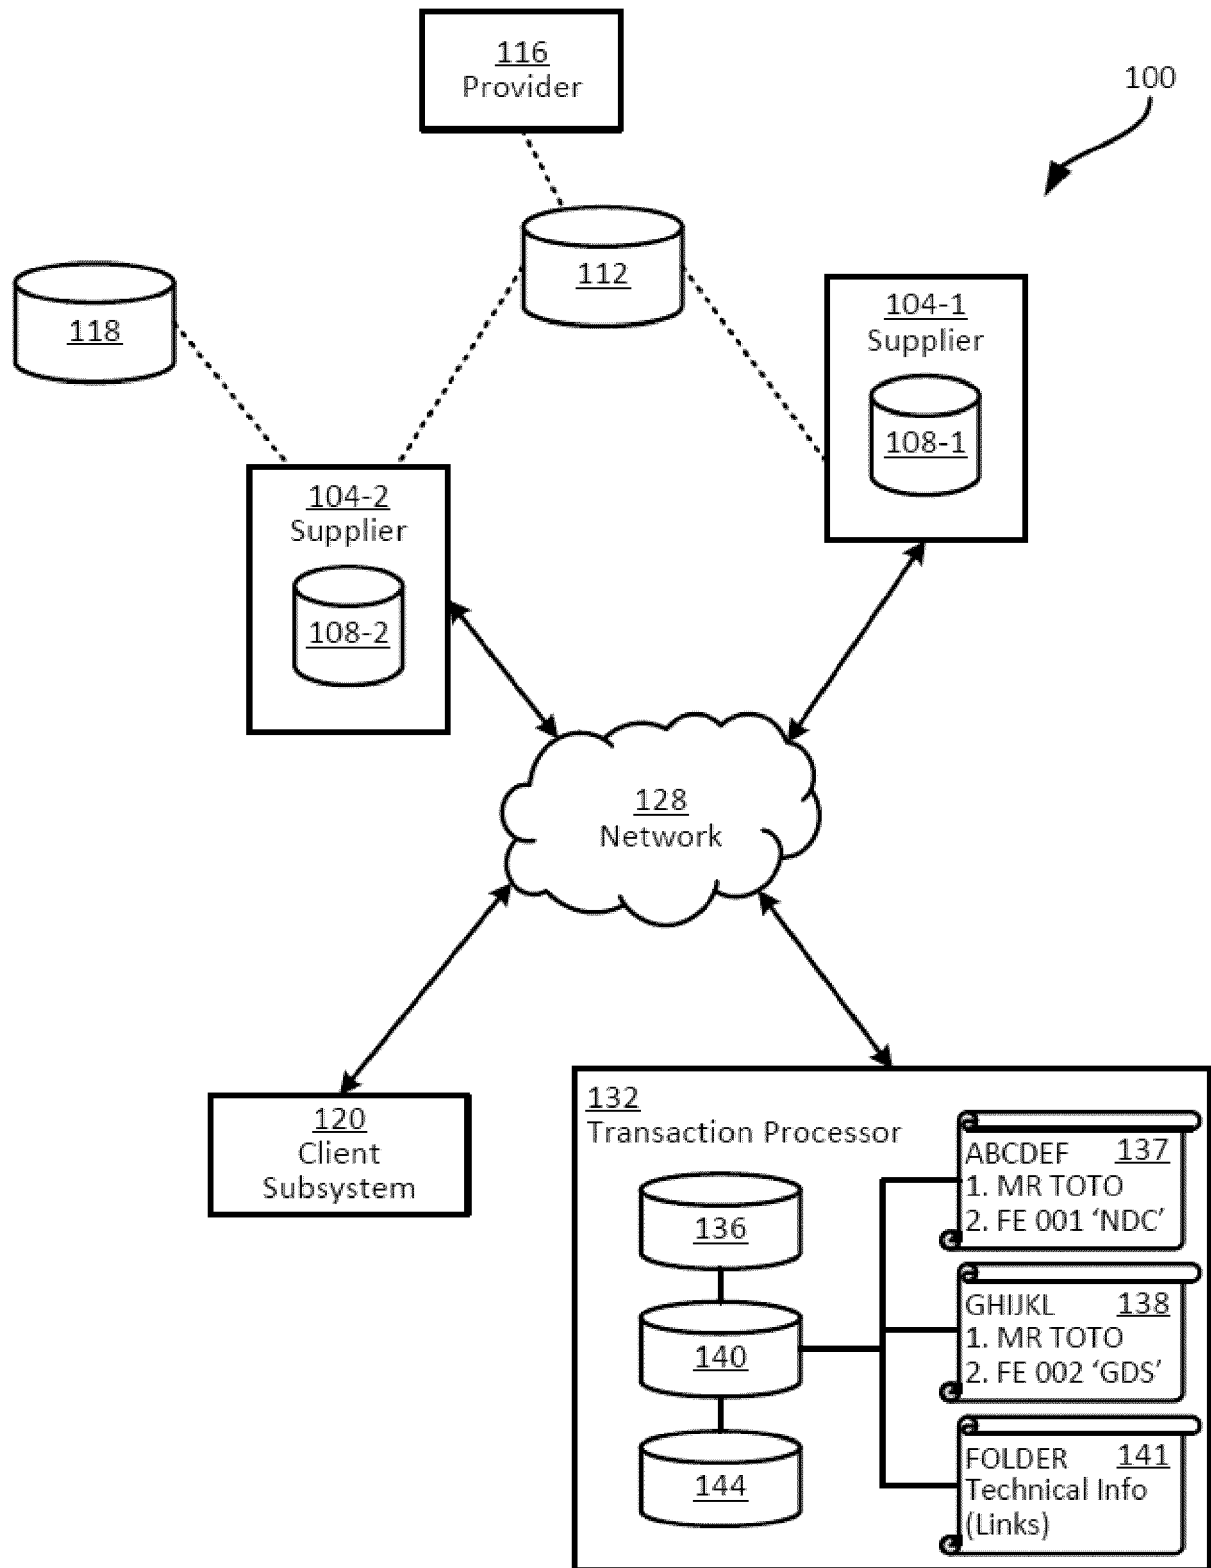 116
Provider
100
112
118
104-1
Supplier
108-1
104-2
Supplier
108-2
128
Network
120
Client
Subsystem
132
Transaction Processor
136
140
144
ABCDEF 137
1. MR TOTO
2. FE 001 ‘NDC’
GHIJKL 138
1. MR TOTO
2. FE 002 ‘GDS’
FOLDER 141
Technical Info
(Links)